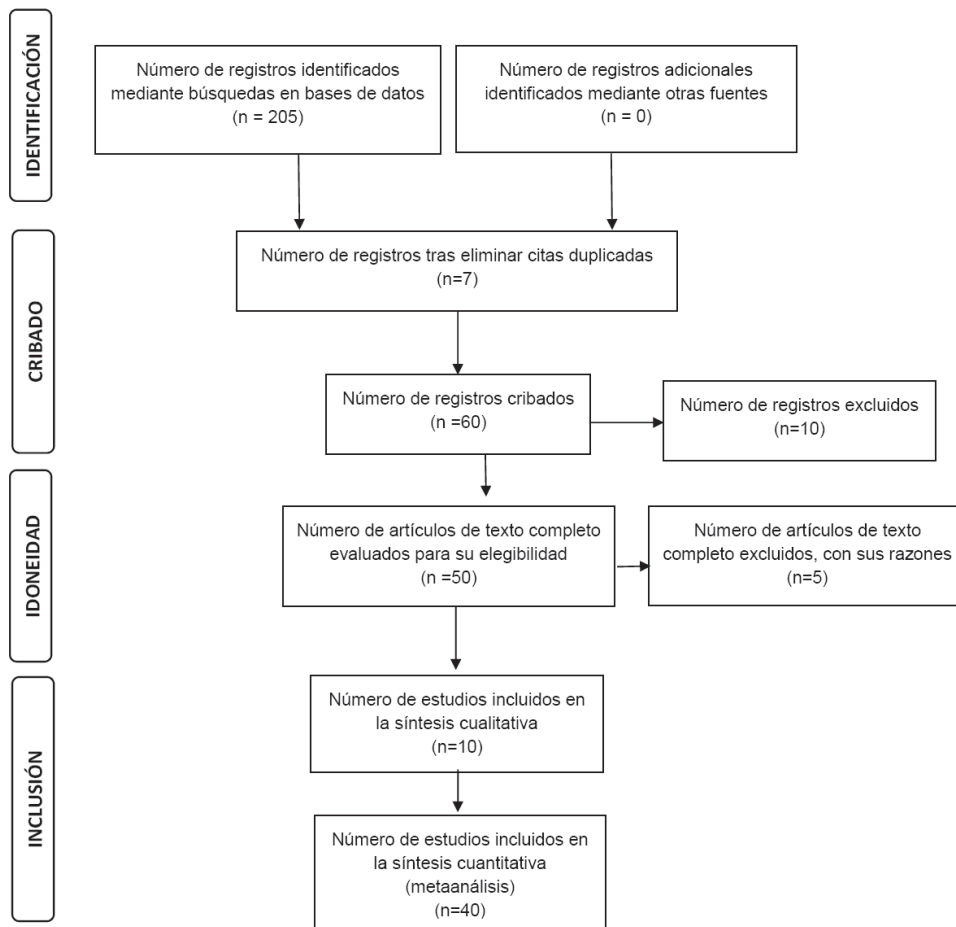 IDENTIFICACIÓN
Número de registros identificados
mediante búsquedas en bases de datos
(n = 205)
Número de registros adicionales
identificados mediante otras fuentes
(n = 0)
CRIBADO
Número de registros tras eliminar citas duplicadas
(n=7)
Número de registros cribados
(n =60)
Número de registros excluidos
(n=10)
IDONEIDAD
Número de artículos de texto completo
evaluados para su elegibilidad
(n =50)
Número de artículos de texto
completo excluidos, con sus razones
(n=5)
INCLUSIÓN
Número de estudios incluidos en
la síntesis cualitativa
(n=10)
Número de estudios incluidos en
la síntesis cuantitativa
(metaanálisis)
(n=40)